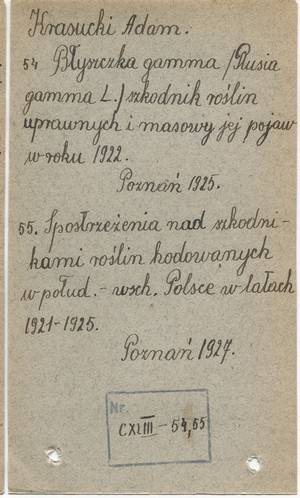 Krasucki Adam.
54 Błyszczka gamma /Plusia
gamma L./ szkodnik roślin
uprawnych i masowy jej pojaw
w roku 1922.
Poznań 1925.
55. Spostrzeżenia nad szkodni-
kami roślin hodowanych
w połud. - wsch. Polsce w latach
1921-1925.
Poznań 1927.
Nr.
CXLIII - 54,55